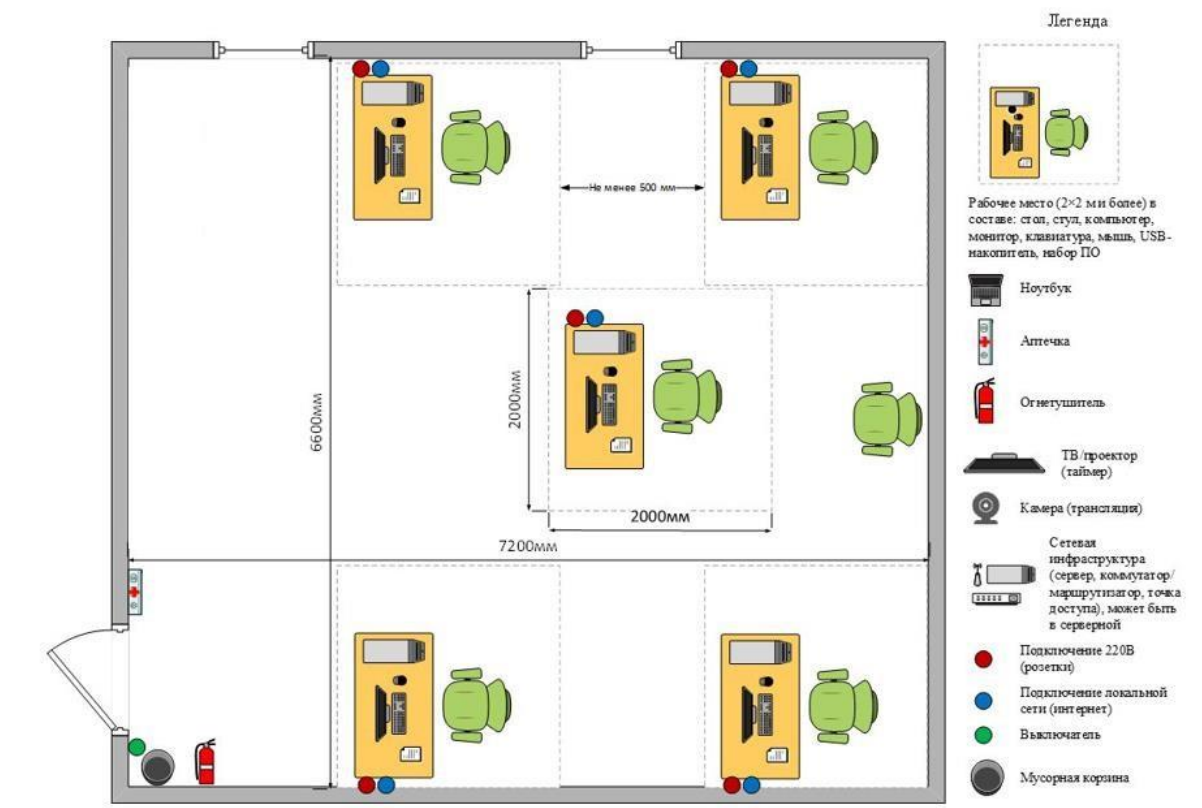 Легенда
Не менее 500 мм
Рабочее место (2×2 м и более) в
составе: стол, стул, компьютер,
монитор, клавиатура, мышь, USB-
накопитель, набор ПО
Ноутбук
Аптечка
6600мм
2000мм
Огнетушитель
ТВ/проектор
(таймер)
2000мм
Камера (трансляция)
7200мм
Сетевая
инфраструктура
(сервер, коммутатор/
маршрутизатор, точка
доступа), может быть
в серверной
Подключение 220В
(розетки)
Подключение локальной
сети (интернет)
Выключатель
Мусорная корзина